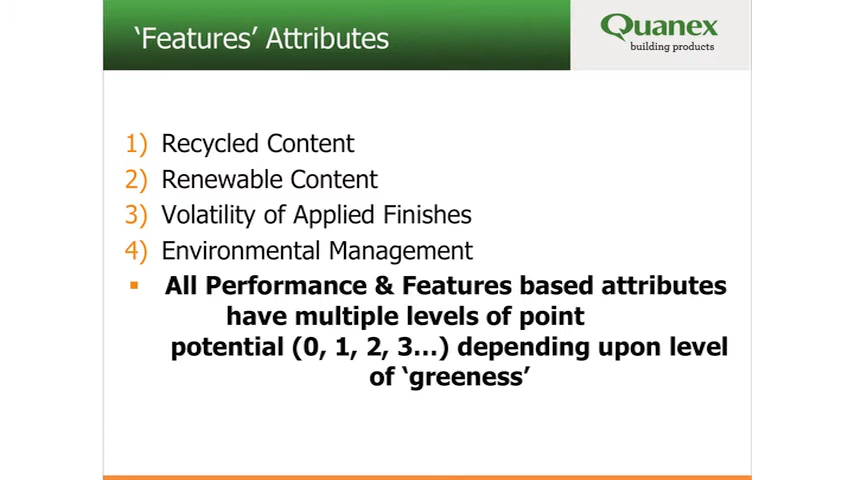 ‘Features’ Attributes
Quanex
building products
1) Recycled Content
2) Renewable Content
3) Volatility of Applied Finishes
4) Environmental Management
▪ All Performance & Features based attributes
have multiple levels of point
potential (0, 1, 2, 3…) depending upon level
of ‘greeness’